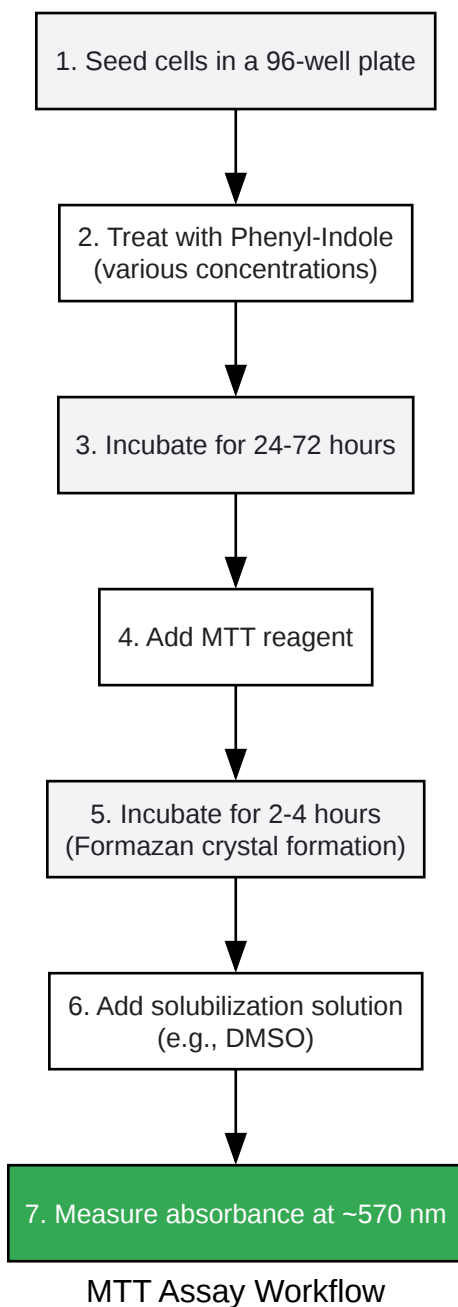 1. Seed cells in a 96-well plate
2. Treat with Phenyl-Indole
(various concentrations)
3. Incubate for 24-72 hours
4. Add MTT reagent
5. Incubate for 2-4 hours
(Formazan crystal formation)
6. Add solubilization solution
(e.g., DMSO)
7. Measure absorbance at ~570 nm
MTT Assay Workflow